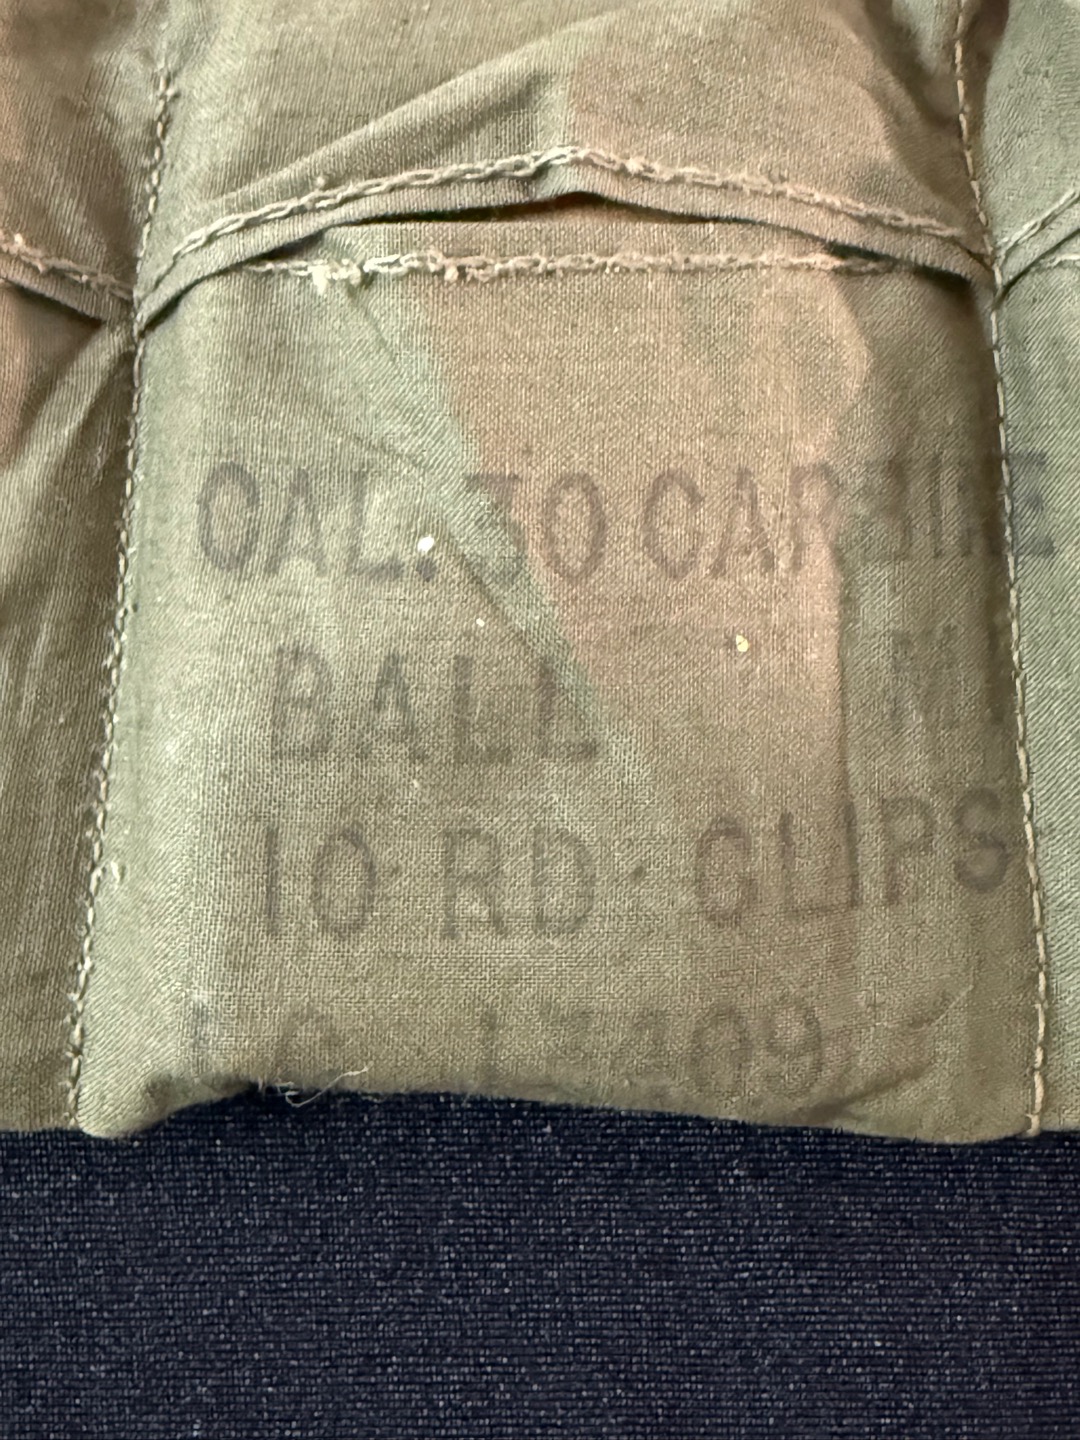 CAL. 30 CARBINE
BALL M1
10 RD. CLIPS